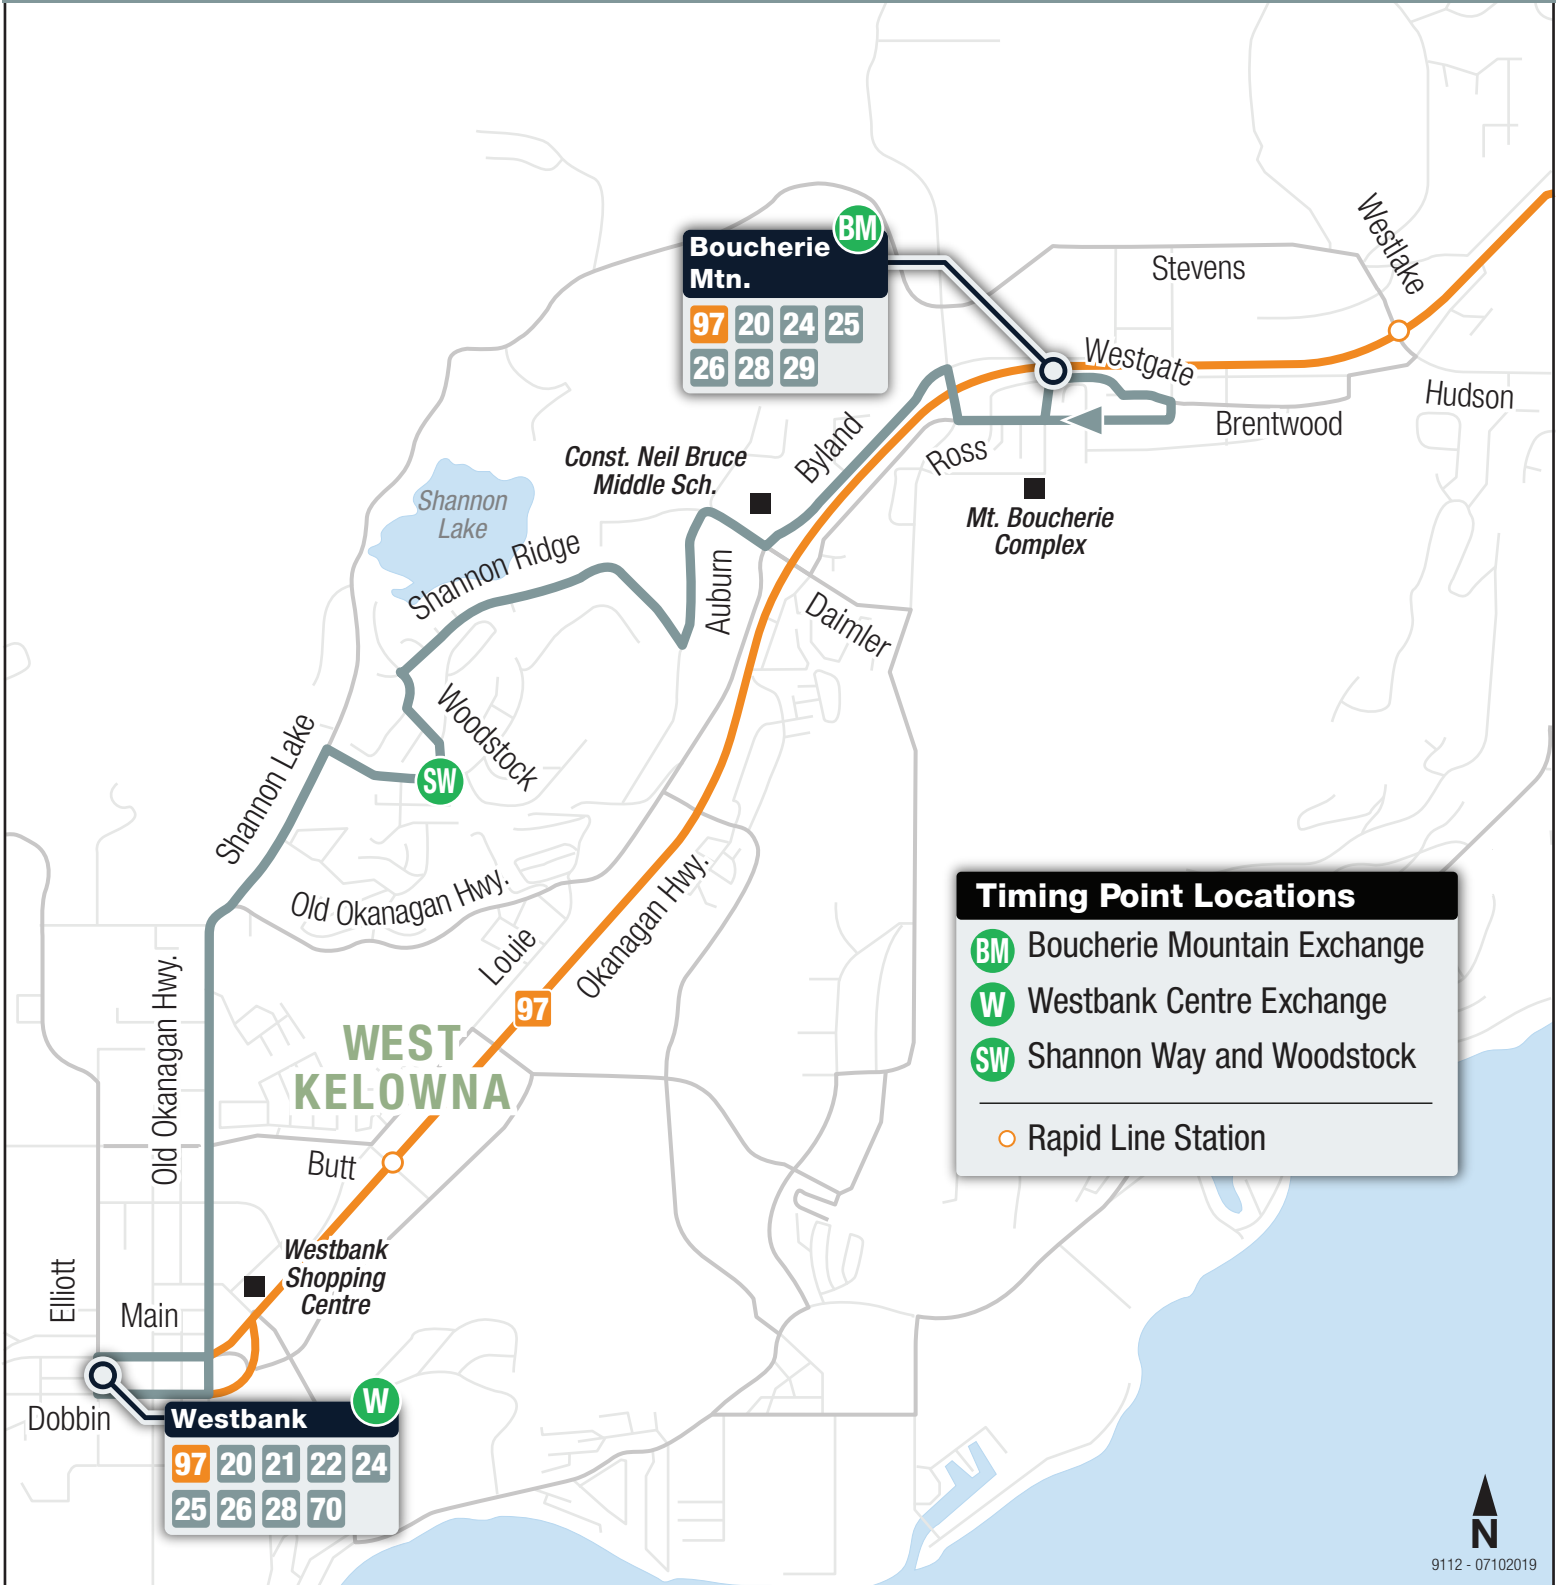 Westlake
BM
Boucherie
Mtn.
97 20 24 25
26 28 29
Stevens
Westgate
Hudson
Brentwood
Byland
Ross
Const. Neil Bruce
Middle Sch.
Mt. Boucherie
Complex
Shannon
Lake
Shannon Ridge
Auburn
Daimler
Woodstock
SW
Shannon Lake
Old Okanagan Hwy.
Okanagan Hwy.
Louie
97
Old Okanagan Hwy.
WEST
KELOWNA
Timing Point Locations
BM Boucherie Mountain Exchange
W Westbank Centre Exchange
SW Shannon Way and Woodstock
Rapid Line Station
Butt
Westbank
Shopping
Centre
Elliott
Main
Dobbin
W
Westbank
97 20 21 22 24
25 26 28 70
N
9112 - 07102019